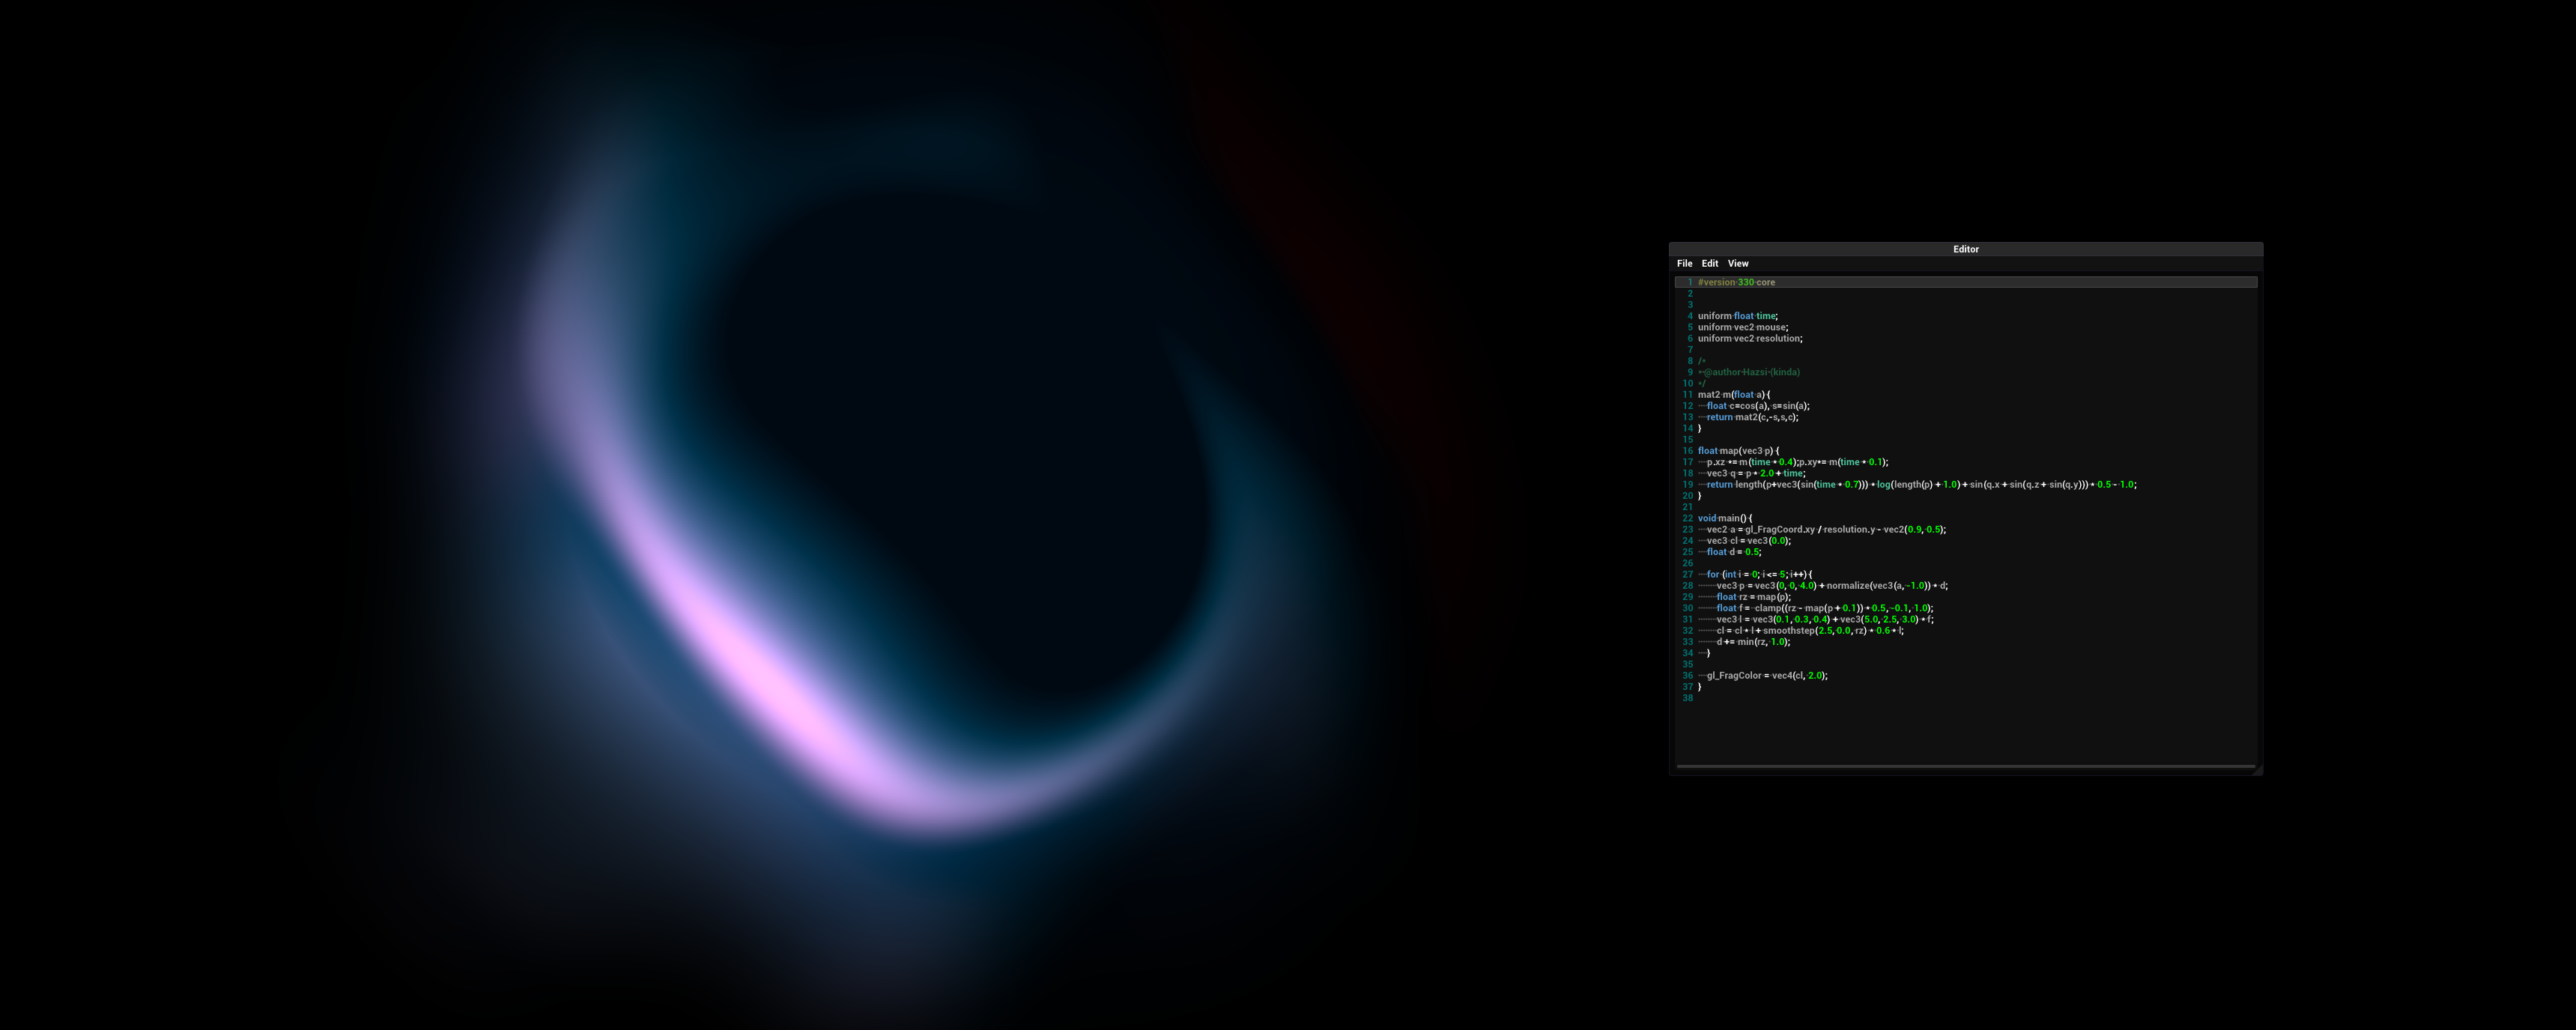 Editor
File Edit View
1 #version 330 core
2
3
4 uniform float time;
5 uniform vec2 mouse;
6 uniform vec2 resolution;
7
8 /*
9 * @author Hazsi (kinda)
10 */
11 mat2 m(float a) {
12 float c=cos(a), s=sin(a);
13 return mat2(c,-s,s,c);
14 }
15
16 float map(vec3 p) {
17 p.xz *= m(time * 0.4);p.xy*= m(time * 0.1);
18 vec3 q = p * 2.0 + time;
19 return length(p+vec3(sin(time * 0.7))) * log(length(p) + 1.0) + sin(q.x + sin(q.z + sin(q.y))) * 0.5 - 1.0;
20 }
21
22 void main() {
23 vec2 a = gl_FragCoord.xy / resolution.y - vec2(0.9, 0.5);
24 vec3 cl = vec3(0.0);
25 float d = 0.5;
26
27 for (int i = 0; i <= 5; i++) {
28 vec3 p = vec3(0, 0, 4.0) + normalize(vec3(a, -1.0)) * d;
29 float rz = map(p);
30 float f = clamp((rz - map(p + 0.1)) * 0.5, -0.1, 1.0);
31 vec3 l = vec3(0.1, 0.3, 0.4) + vec3(5.0, 2.5, 3.0) * f;
32 cl = cl * l + smoothstep(2.5, 0.0, rz) * 0.6 * l;
33 d += min(rz, 1.0);
34 }
35
36 gl_FragColor = vec4(cl, 2.0);
37 }
38